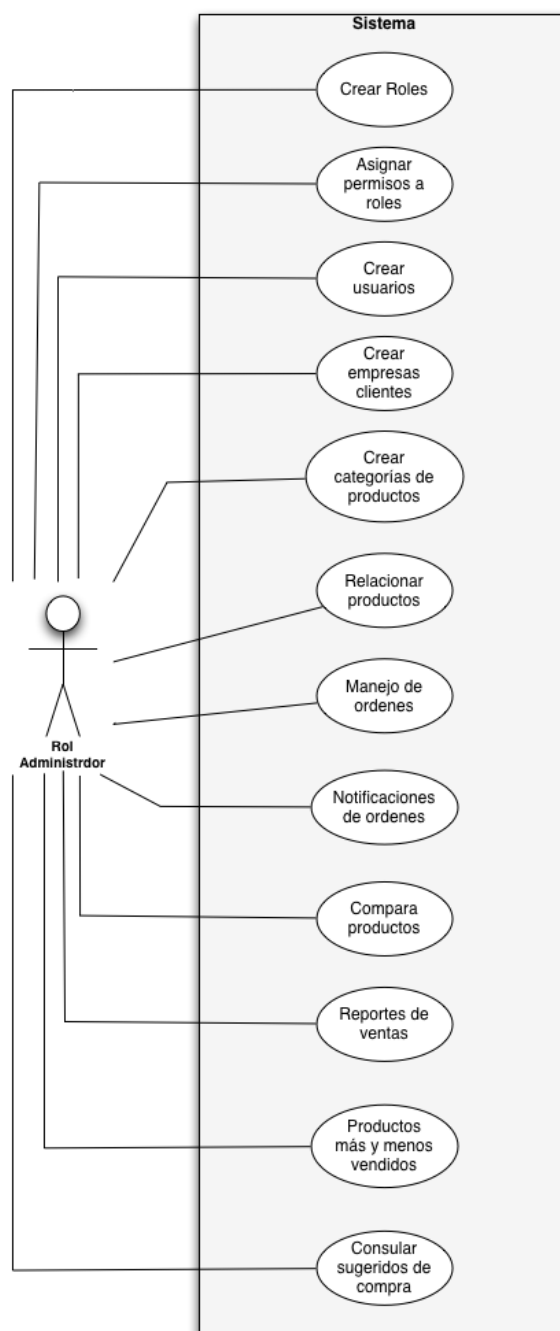 Sistema
Crear Roles
Asignar
permisos a
roles
Crear
usuarios
Crear
empresas
clientes
Crear
categorías de
productos
Relacionar
productos
Manejo de
ordenes
Rol
Administrdor
Notificaciones
de ordenes
Compara
productos
Reportes de
ventas
Productos
más y menos
vendidos
Consular
sugeridos de
compra